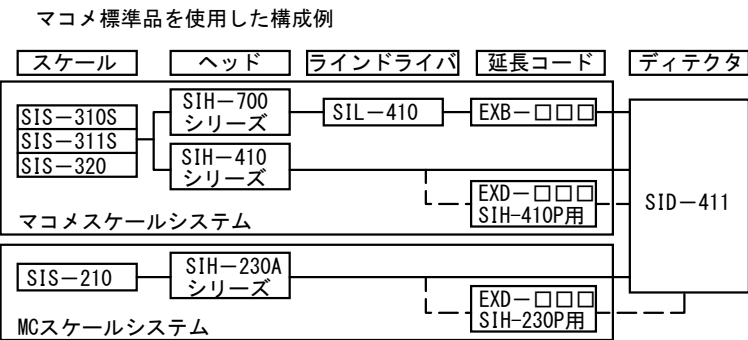 マコメ標準品を使用した構成例
スケール
ヘッド
ラインドライバ
延長コード
ディテクタ
SIS－310S
SIS－311S
SIS－320
SIH－700
シリーズ
SIL－410
EXB－□□□
SIH－410
シリーズ
EXD－□□□
SIH-410P用
SID－411
マコメスケールシステム
SIS－210
SIH－230A
シリーズ
EXD－□□□
SIH-230P用
MCスケールシステム